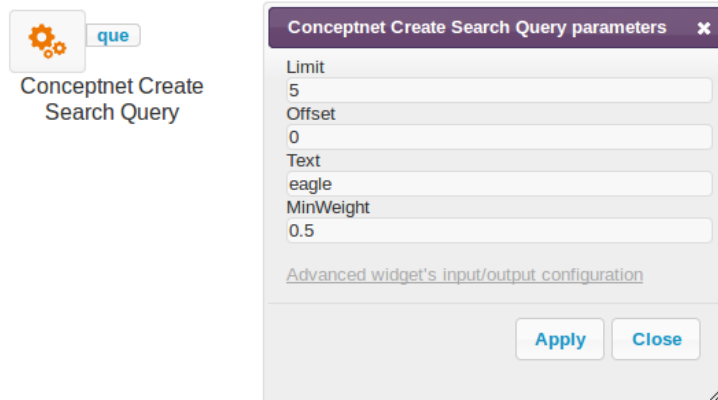 que
Conceptnet Create
Search Query
Conceptnet Create Search Query parameters
Limit
5
Offset
0
Text
eagle
MinWeight
0.5
Advanced widget's input/output configuration
Apply
Close